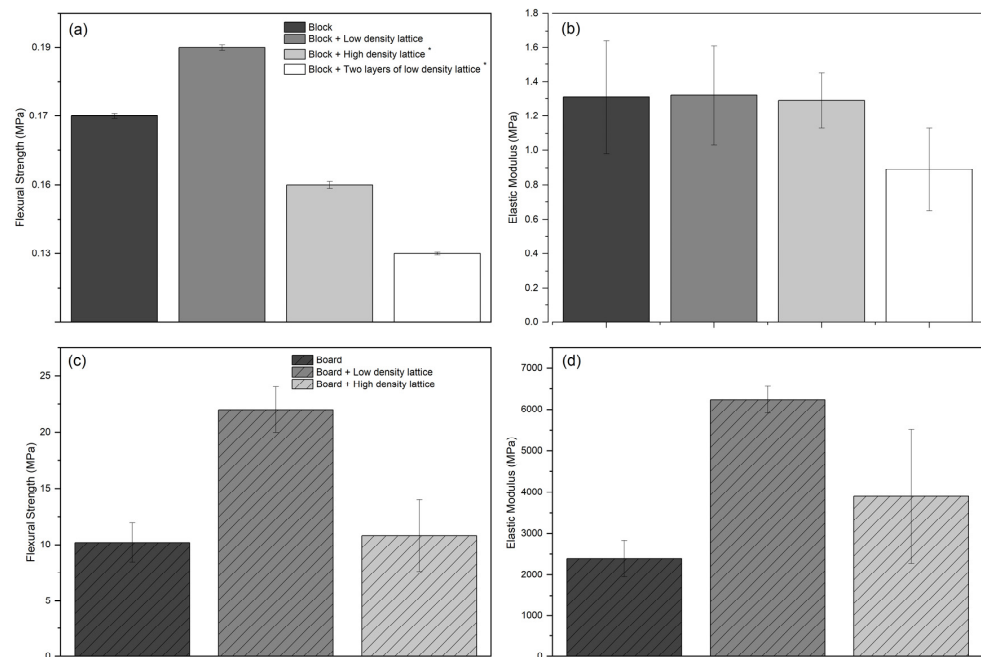 (a)
Block
Block + Low density lattice
Block + High density lattice *
Block + Two layers of low density lattice *
Flexural Strength (MPa)
0.19
0.17
0.16
0.13
(b)
Elastic Modulus (MPa)
1.8
1.6
1.4
1.2
1.0
0.8
0.6
0.4
0.2
0.0
(c)
Board
Board + Low density lattice
Board + High density lattice
Flexural Strength (MPa)
25
20
15
10
5
0
(d)
Elastic Modulus (MPa)
7000
6000
5000
4000
3000
2000
1000
0